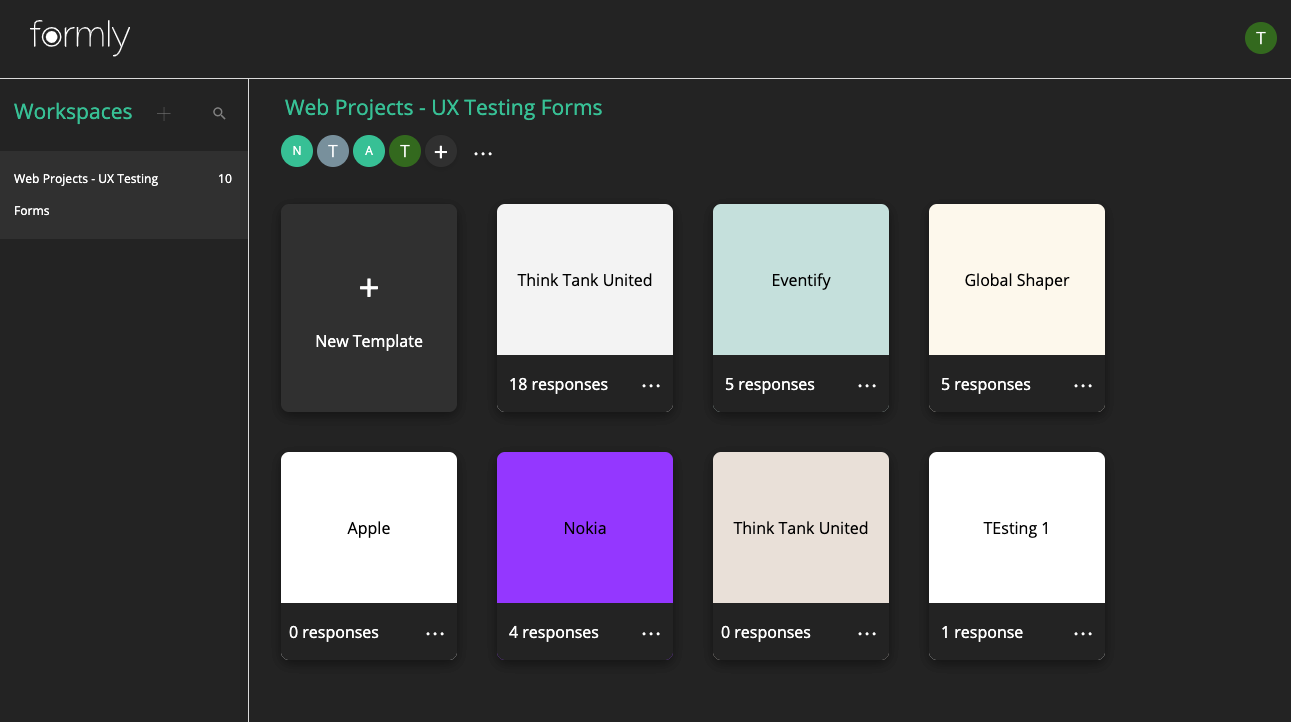 formly
T
Workspaces
Web Projects - UX Testing 10
Forms
Web Projects - UX Testing Forms
N T A T + ...
+
New Template
Think Tank United
18 responses ...
Eventify
5 responses ...
Global Shaper
5 responses ...
Apple
0 responses ...
Nokia
4 responses ...
Think Tank United
0 responses ...
TEsting 1
1 response ...